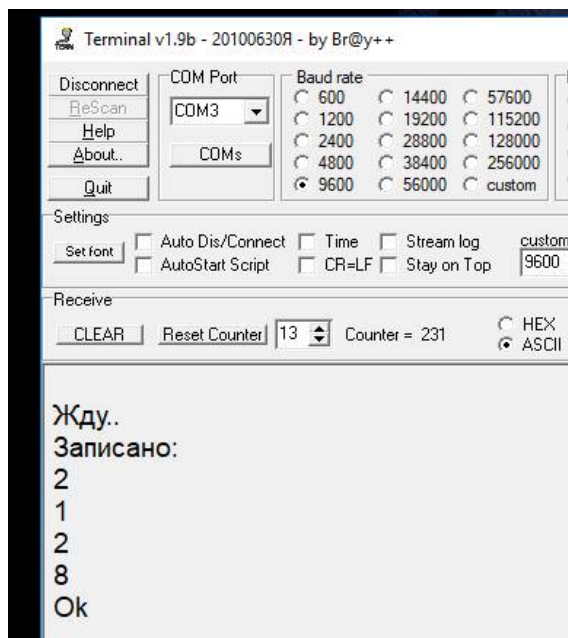 Terminal v1.9b - 20100630Я - by Br@y++
Disconnect
ReScan
Help
About..
Quit
COM Port
COM3
COMs
Baud rate
600 14400 57600
1200 19200 115200
2400 28800 128000
4800 38400 256000
9600 56000 custom
Settings
Set font
Auto Dis/Connect Time Stream log custom
AutoStart Script CR=LF Stay on Top 9600
Receive
CLEAR Reset Counter 13 Counter = 231 HEX
ASCII
Жду..
Записано:
2
1
2
8
Ok